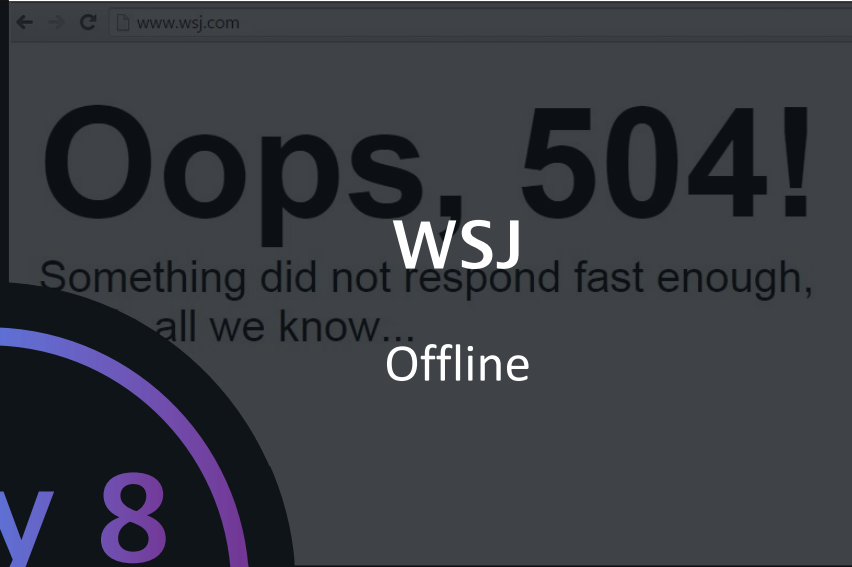 www.wsj.com
Oops, 504!
WSJ
Something did not respond fast enough,
all we know...
Offline
y 8